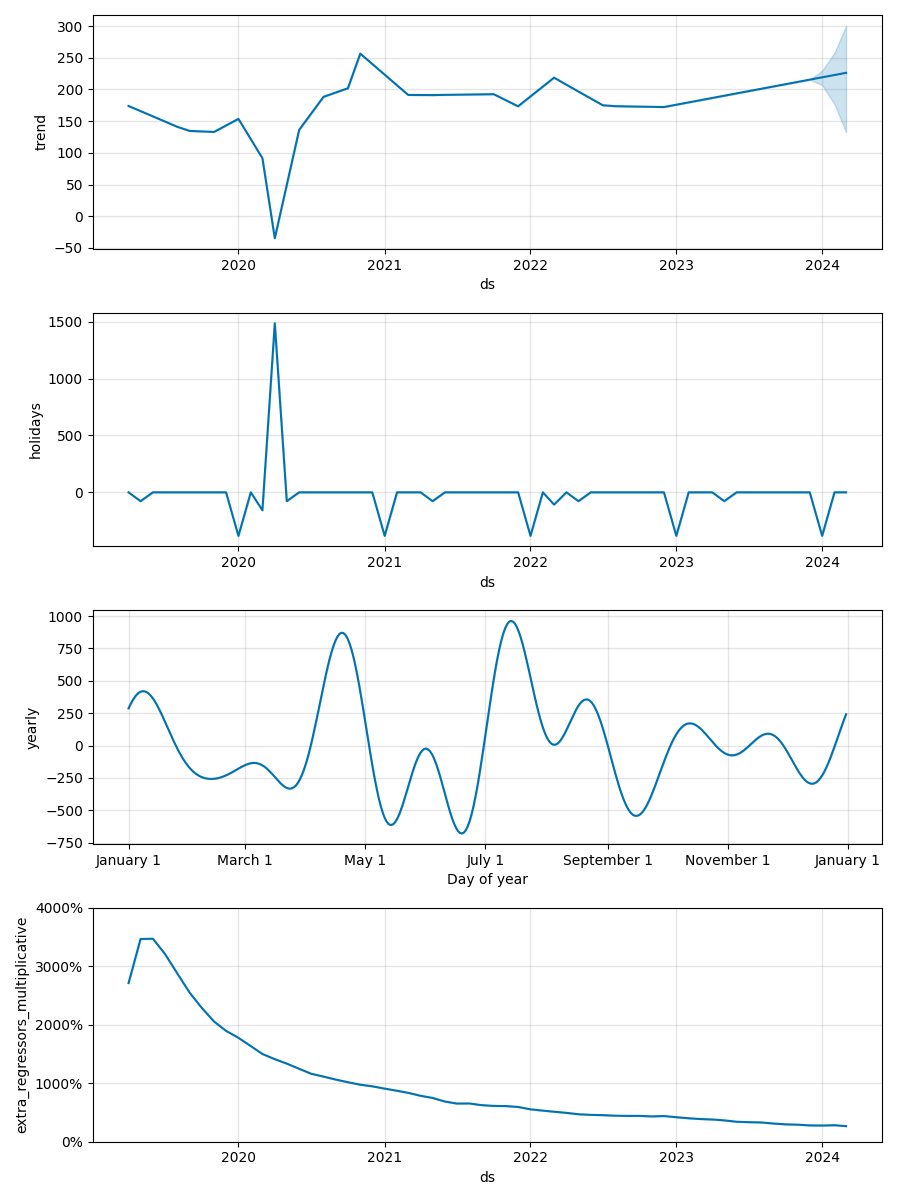 300
250
200
150
100
50
0
−50
trend
2020 2021 2022 2023 2024
ds
1500
1000
500
0
holidays
2020 2021 2022 2023 2024
ds
1000
750
500
250
0
−250
−500
−750
yearly
January 1 March 1 May 1 July 1 September 1 November 1 January 1
Day of year
4000%
3000%
2000%
1000%
0%
extra_regressors_multiplicative
2020 2021 2022 2023 2024
ds